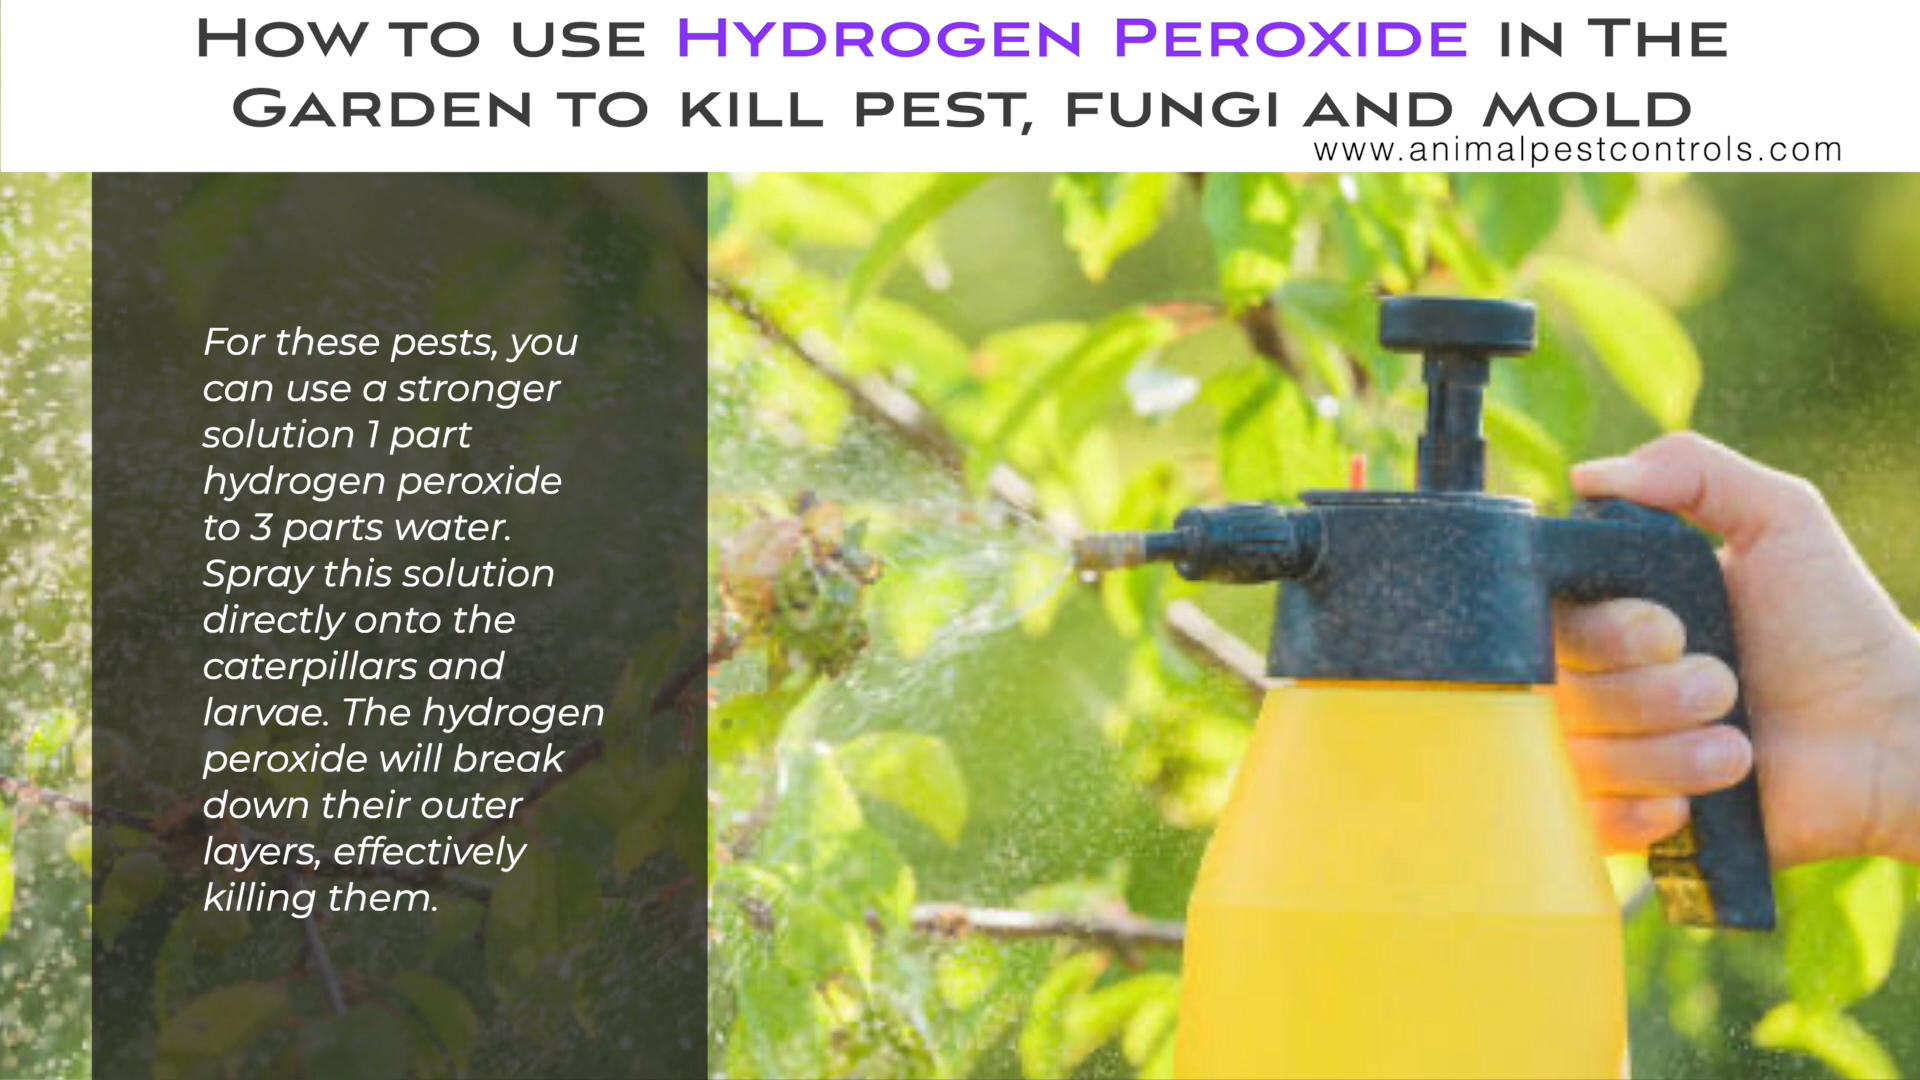 How to use Hydrogen Peroxide in The
Garden to kill pest, fungi and mold
www.animalpestcontrols.com
For these pests, you
can use a stronger
solution 1 part
hydrogen peroxide
to 3 parts water.
Spray this solution
directly onto the
caterpillars and
larvae. The hydrogen
peroxide will break
down their outer
layers, effectively
killing them.